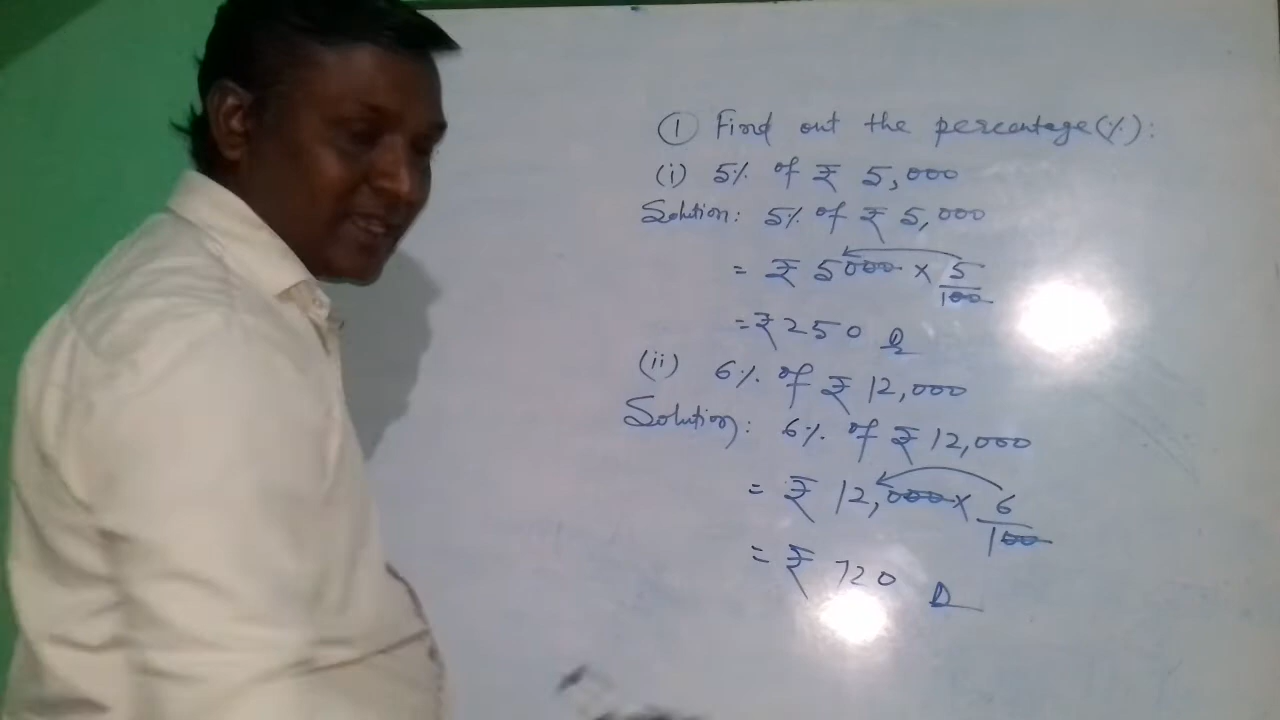 ① Find out the percentage(%):
(i) 5% of ₹ 5,000
Solution: 5% of ₹ 5,000
= ₹ 5000 × 5/100
= ₹ 250
(ii) 6% of ₹ 12,000
Solution: 6% of ₹ 12,000
= ₹ 12,000 × 6/100
= ₹ 720